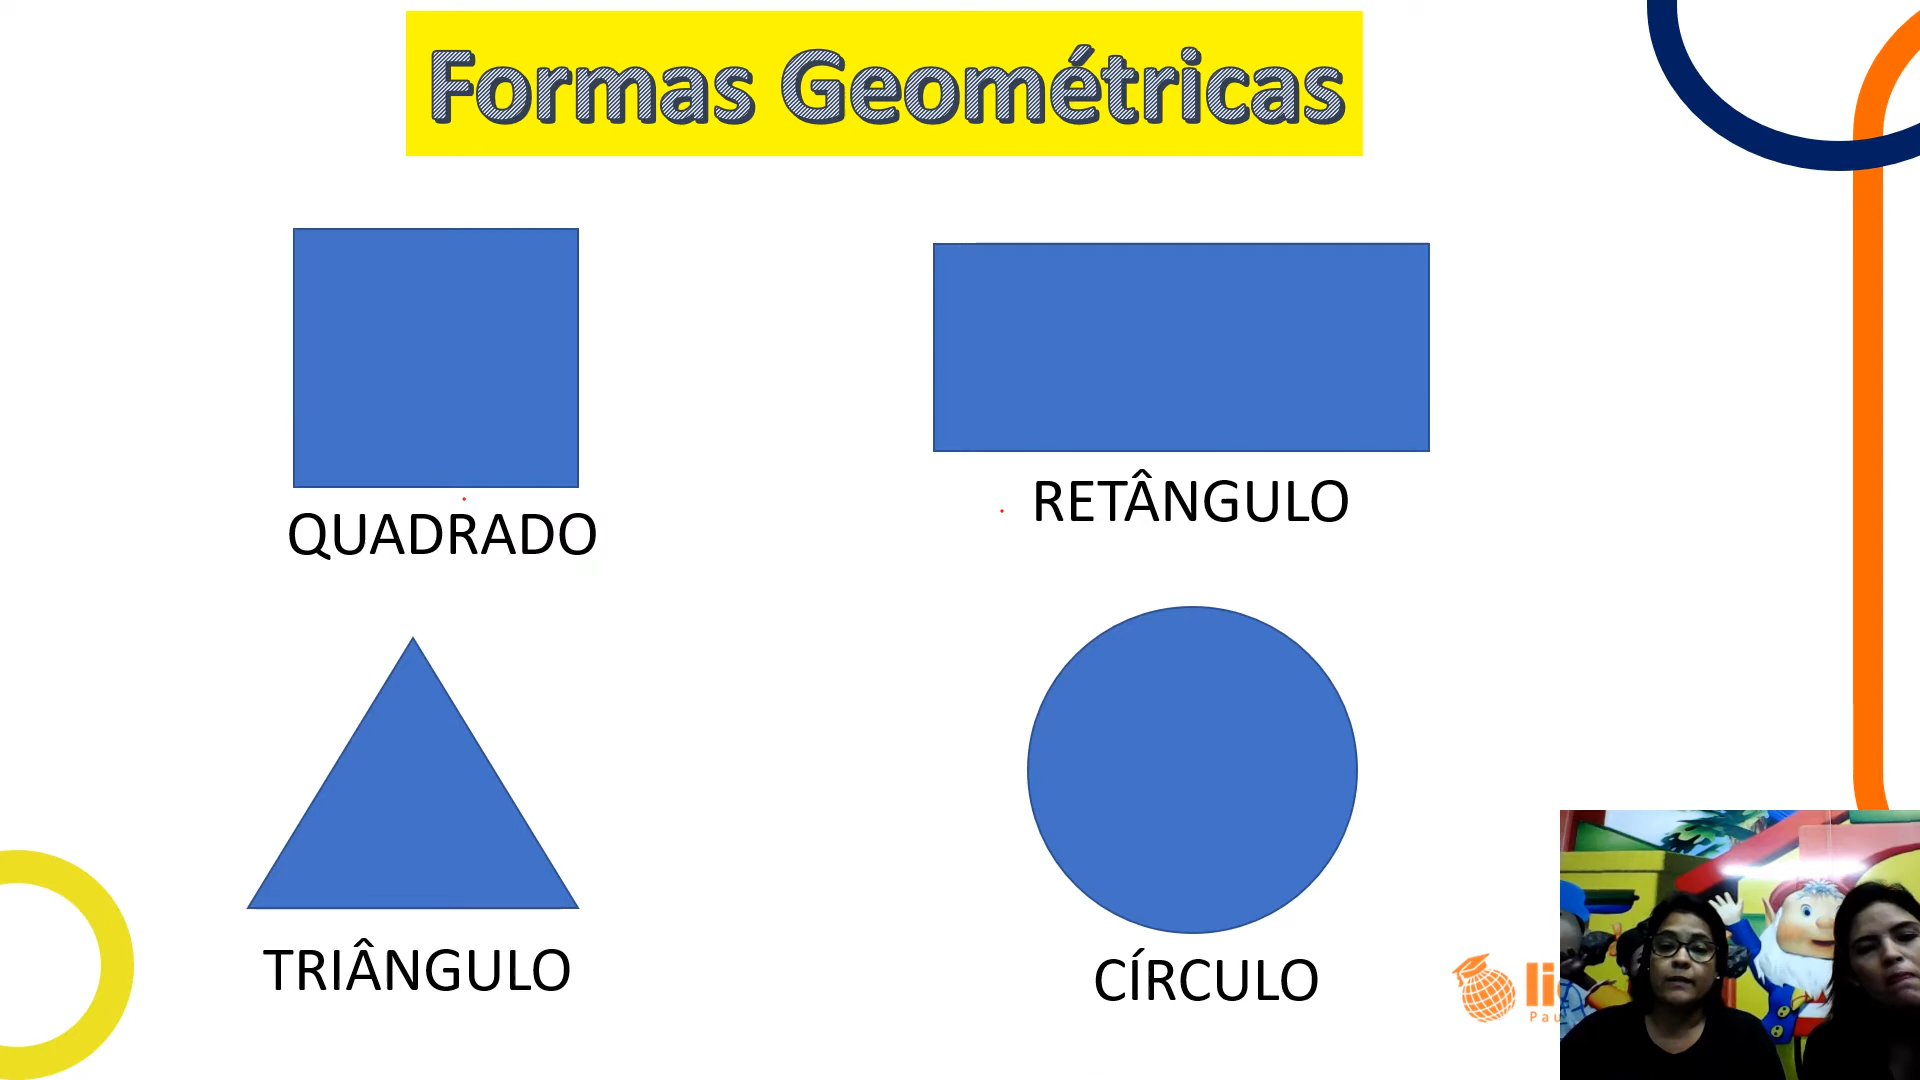 Formas Geométricas
QUADRADO
RETÂNGULO
TRIÂNGULO
CÍRCULO